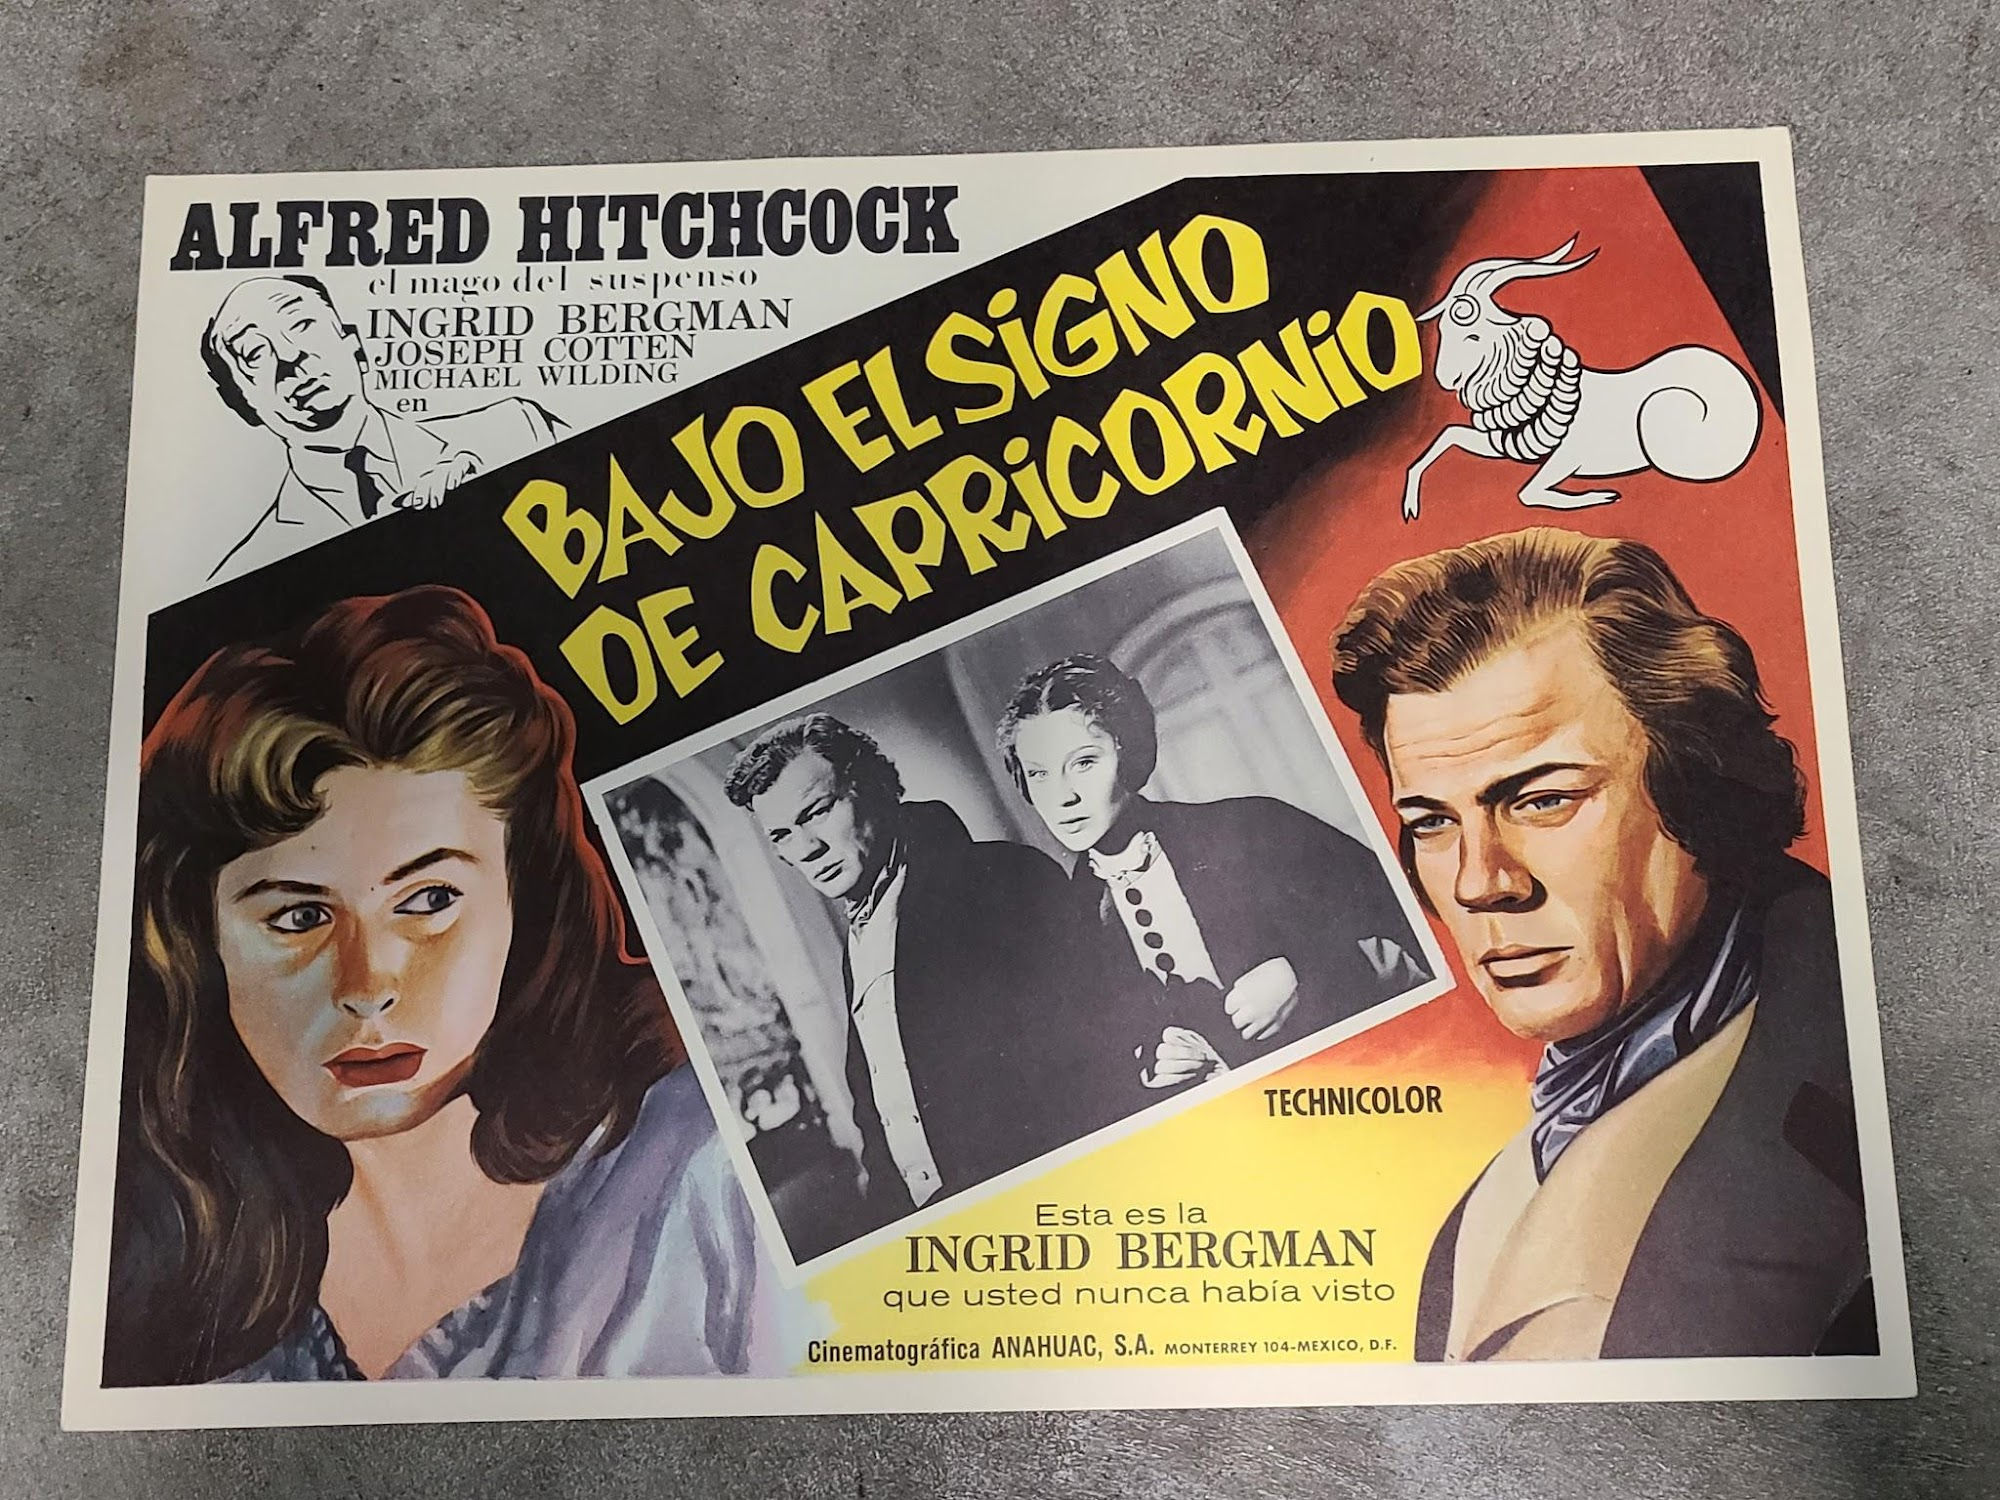 ALFRED HITCHCOCK
el mago del suspenso
INGRID BERGMAN
JOSEPH COTTEN
MICHAEL WILDING
en
BAJO EL SiGNO
DE CAPRiCORNiO
TECHNICOLOR
Esta es la
INGRID BERGMAN
que usted nunca había visto
Cinematográfica ANAHUAC, S.A. MONTERREY 104-MEXICO, D.F.